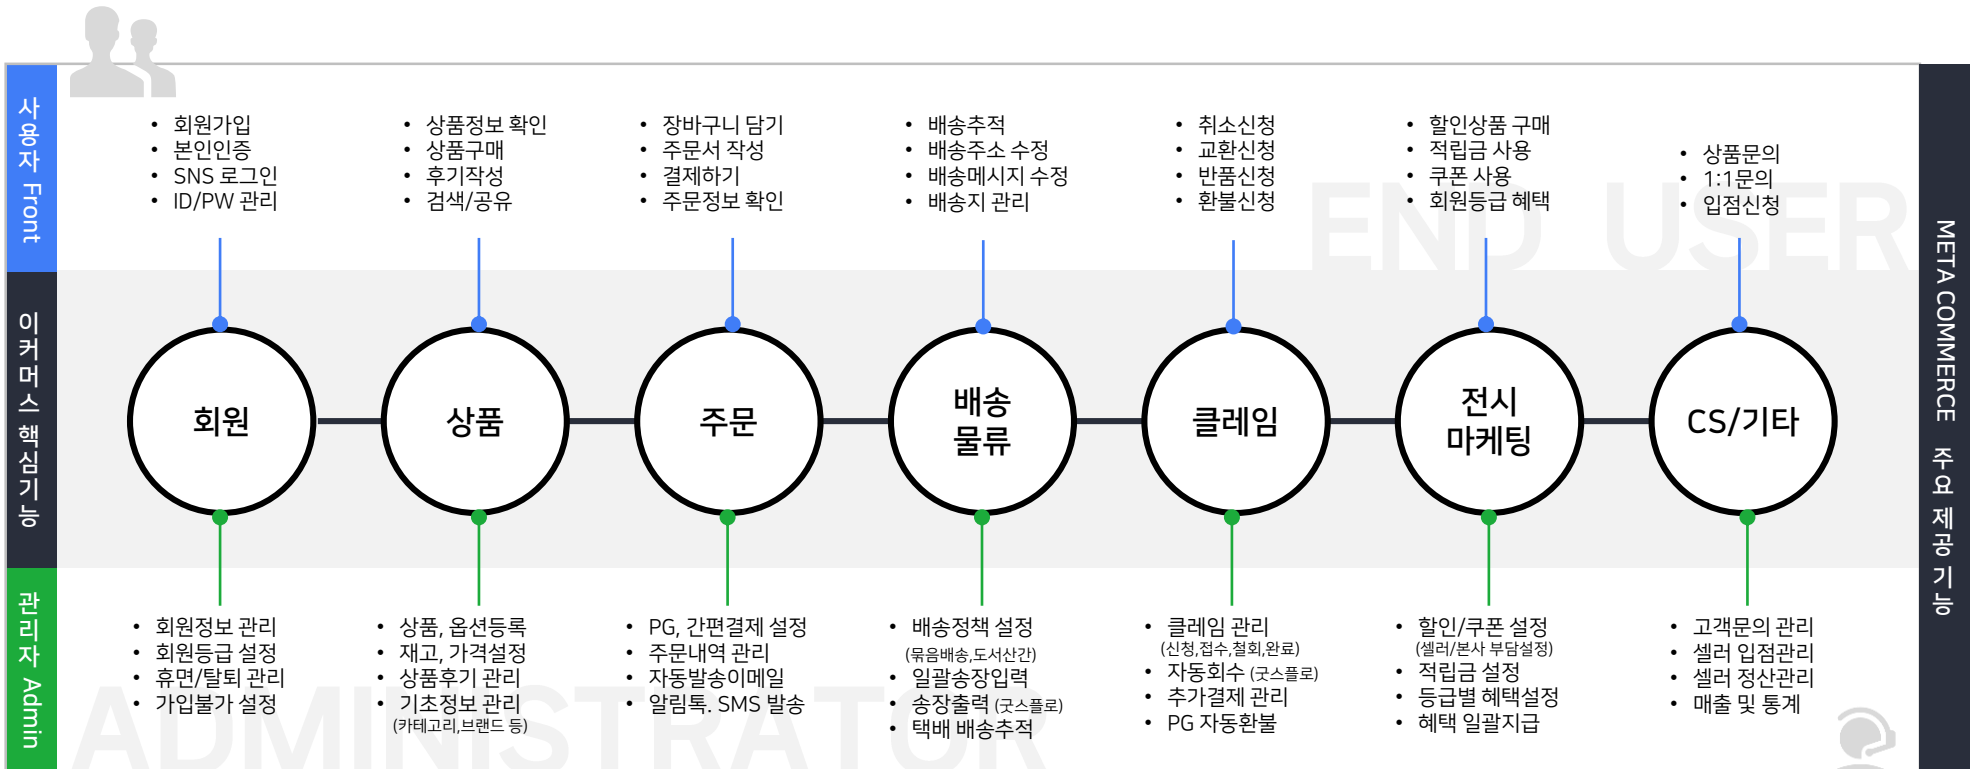 사용자 Front
• 회원가입
• 본인인증
• SNS 로그인
• ID/PW 관리
• 상품정보 확인
• 상품구매
• 후기작성
• 검색/공유
• 장바구니 담기
• 주문서 작성
• 결제하기
• 주문정보 확인
• 배송추적
• 배송주소 수정
• 배송메시지 수정
• 배송지 관리
• 취소신청
• 교환신청
• 반품신청
• 환불신청
• 할인상품 구매
• 적립금 사용
• 쿠폰 사용
• 회원등급 혜택
• 상품문의
• 1:1문의
• 입점신청
END USER
이커머스 핵심기능
회원
상품
주문
배송
물류
클레임
전시
마케팅
CS/기타
관리자 Admin
• 회원정보 관리
• 회원등급 설정
• 휴면/탈퇴 관리
• 가입불가 설정
• 상품, 옵션등록
• 재고, 가격설정
• 상품후기 관리
• 기초정보 관리
(카테고리,브랜드 등)
• PG, 간편결제 설정
• 주문내역 관리
• 자동발송이메일
• 알림톡. SMS 발송
• 배송정책 설정
(묶음배송,도서산간)
• 일괄송장입력
• 송장출력 (굿스플로)
• 택배 배송추적
• 클레임 관리
(신청,접수,철회,완료)
• 자동회수 (굿스플로)
• 추가결제 관리
• PG 자동환불
• 할인/쿠폰 설정
(셀러/본사 부담설정)
• 적립금 설정
• 등급별 혜택설정
• 혜택 일괄지급
• 고객문의 관리
• 셀러 입점관리
• 셀러 정산관리
• 매출 및 통계
ADMINISTRATOR
META COMMERCE 주여 제공 기능